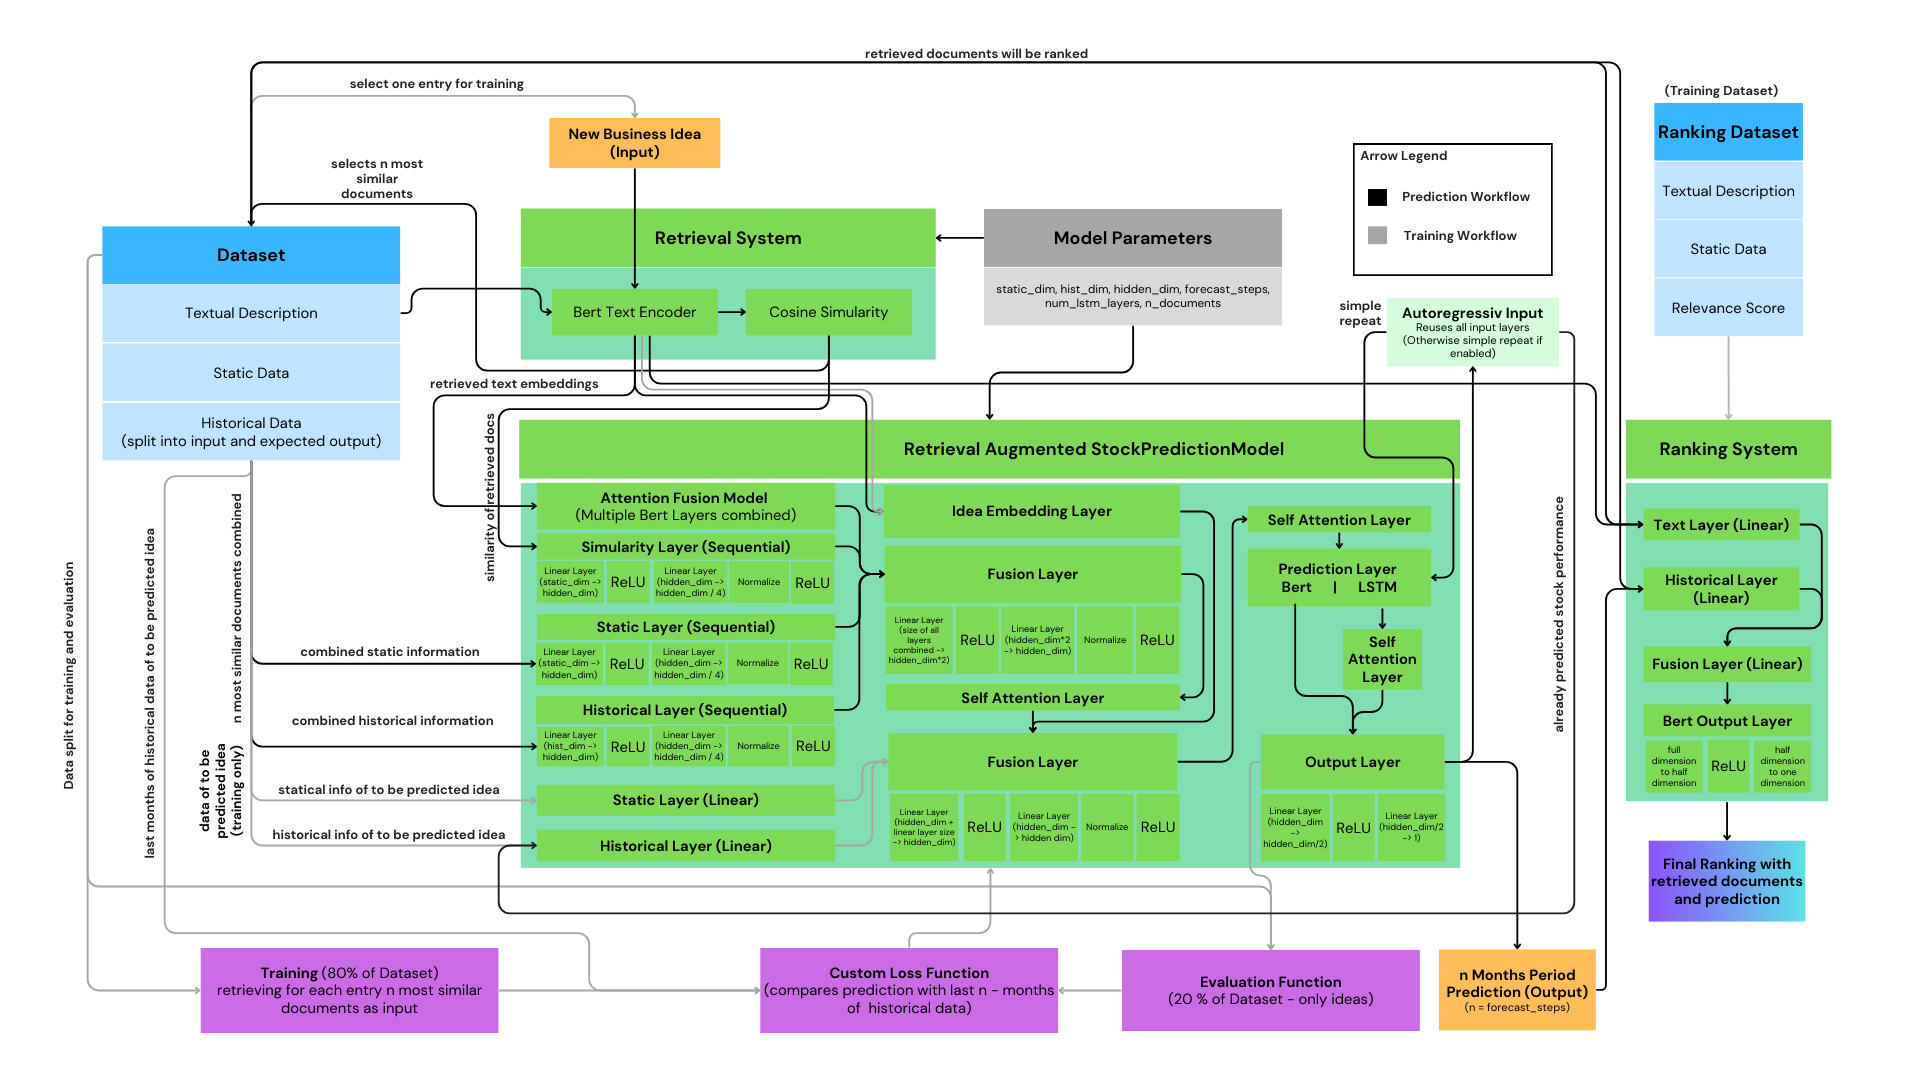 retrieved documents will be ranked
select one entry for training
(Training Dataset)
New Business Idea
(Input)
Ranking Dataset
Textual Description
Static Data
Relevance Score
Arrow Legend
Prediction Workflow
Training Workflow
selects n most
similar
documents
Dataset
Textual Description
Static Data
Historical Data
(split into input and expected output)
Retrieval System
Bert Text Encoder
Cosine Simularity
Model Parameters
static_dim, hist_dim, hidden_dim, forecast_steps,
num_lstm_layers, n_documents
simple
repeat
Autoregressiv Input
Reuses all input layers
(Otherwise simple repeat if
enabled)
retrieved text embeddings
similarity of retrieved docs
Retrieval Augmented StockPredictionModel
Attention Fusion Model
(Multiple Bert Layers combined)
Simularity Layer (Sequential)
Linear Layer
(static_dim ->
hidden_dim)
ReLU
Linear Layer
(hidden_dim ->
hidden_dim / 4)
Normalize
ReLU
Static Layer (Sequential)
Linear Layer
(static_dim ->
hidden_dim)
ReLU
Linear Layer
(hidden_dim ->
hidden_dim / 4)
Normalize
ReLU
Historical Layer (Sequential)
Linear Layer
(hist_dim ->
hidden_dim)
ReLU
Linear Layer
(hidden_dim ->
hidden_dim / 4)
Normalize
ReLU
Static Layer (Linear)
Historical Layer (Linear)
Idea Embedding Layer
Fusion Layer
Linear Layer
(size of all
layers
combined ->
hidden_dim*2)
ReLU
Linear Layer
(hidden_dim*2
-> hidden_dim)
Normalize
ReLU
Self Attention Layer
Fusion Layer
Linear Layer
(hidden_dim +
linear layer size
-> hidden_dim)
ReLU
Linear Layer
(hidden_dim -
> hidden dim)
Normalize
ReLU
Self Attention Layer
Prediction Layer
Bert | LSTM
Self
Attention
Layer
Output Layer
Linear Layer
(hidden_dim
->
hidden_dim/2)
ReLU
Linear Layer
(hidden_dim/2
-> 1)
already predicted stock performance
Ranking System
Text Layer (Linear)
Historical Layer
(Linear)
Fusion Layer (Linear)
Bert Output Layer
full
dimension
to half
dimension
ReLU
half
dimension
to one
dimension
Final Ranking with
retrieved documents
and prediction
Data split for training and evaluation
last months of historical data of to be predicted idea
n most similar documents combined
data of to be
predicted idea
(training only)
combined static information
combined historical information
statical info of to be predicted idea
historical info of to be predicted idea
Training (80% of Dataset)
retrieving for each entry n most similar
documents as input
Custom Loss Function
(compares prediction with last n - months
of historical data)
Evaluation Function
(20 % of Dataset - only ideas)
n Months Period
Prediction (Output)
(n = forecast_steps)